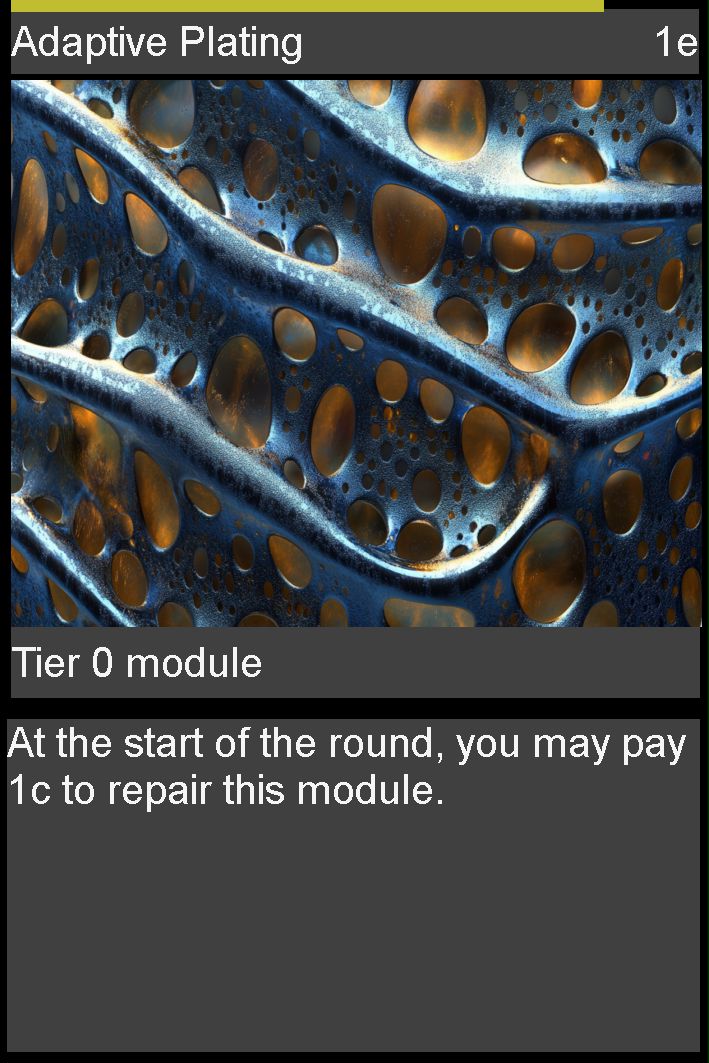 Adaptive Plating 1e
Tier 0 module
At the start of the round, you may pay
1c to repair this module.